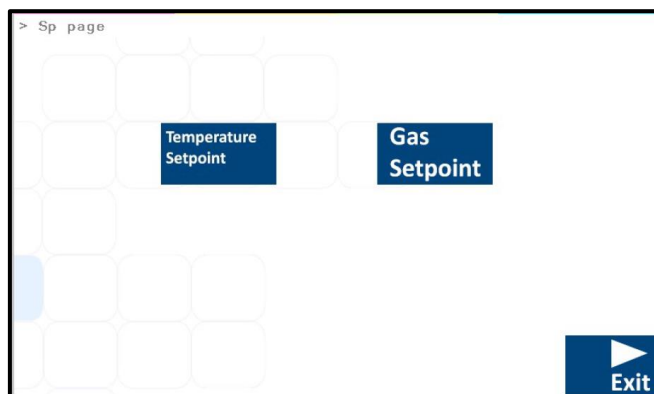 > Sp page
Temperature
Setpoint
Gas
Setpoint
Exit